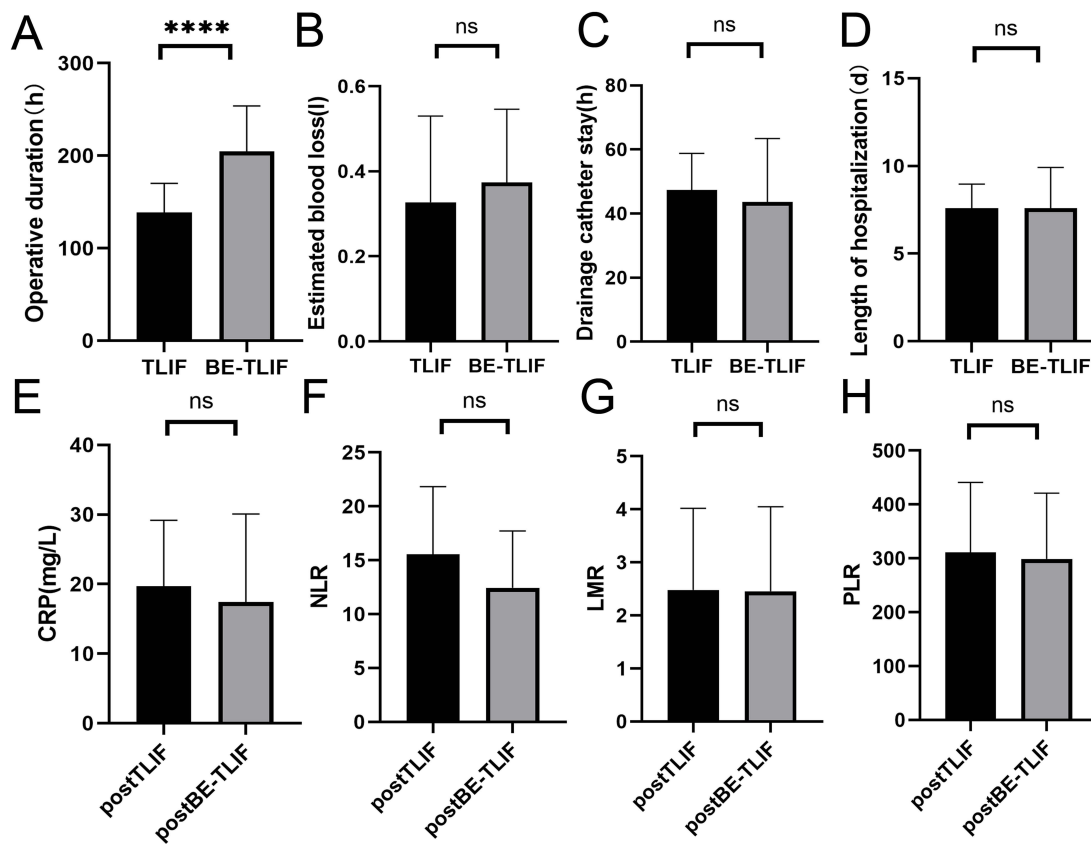 A
****
Operative duration(h)
300
200
100
0
TLIF
BE-TLIF
B
ns
Estimated blood loss(l)
0.6
0.4
0.2
0.0
TLIF
BE-TLIF
C
ns
Drainage catheter stay(h)
80
60
40
20
0
TLIF
BE-TLIF
D
ns
Length of hospitalization(d)
15
10
5
0
TLIF
BE-TLIF
E
ns
CRP(mg/L)
40
30
20
10
0
postTLIF
postBE-TLIF
F
ns
NLR
25
20
15
10
5
0
postTLIF
postBE-TLIF
G
ns
LMR
5
4
3
2
1
0
postTLIF
postBE-TLIF
H
ns
PLR
500
400
300
200
100
0
postTLIF
postBE-TLIF